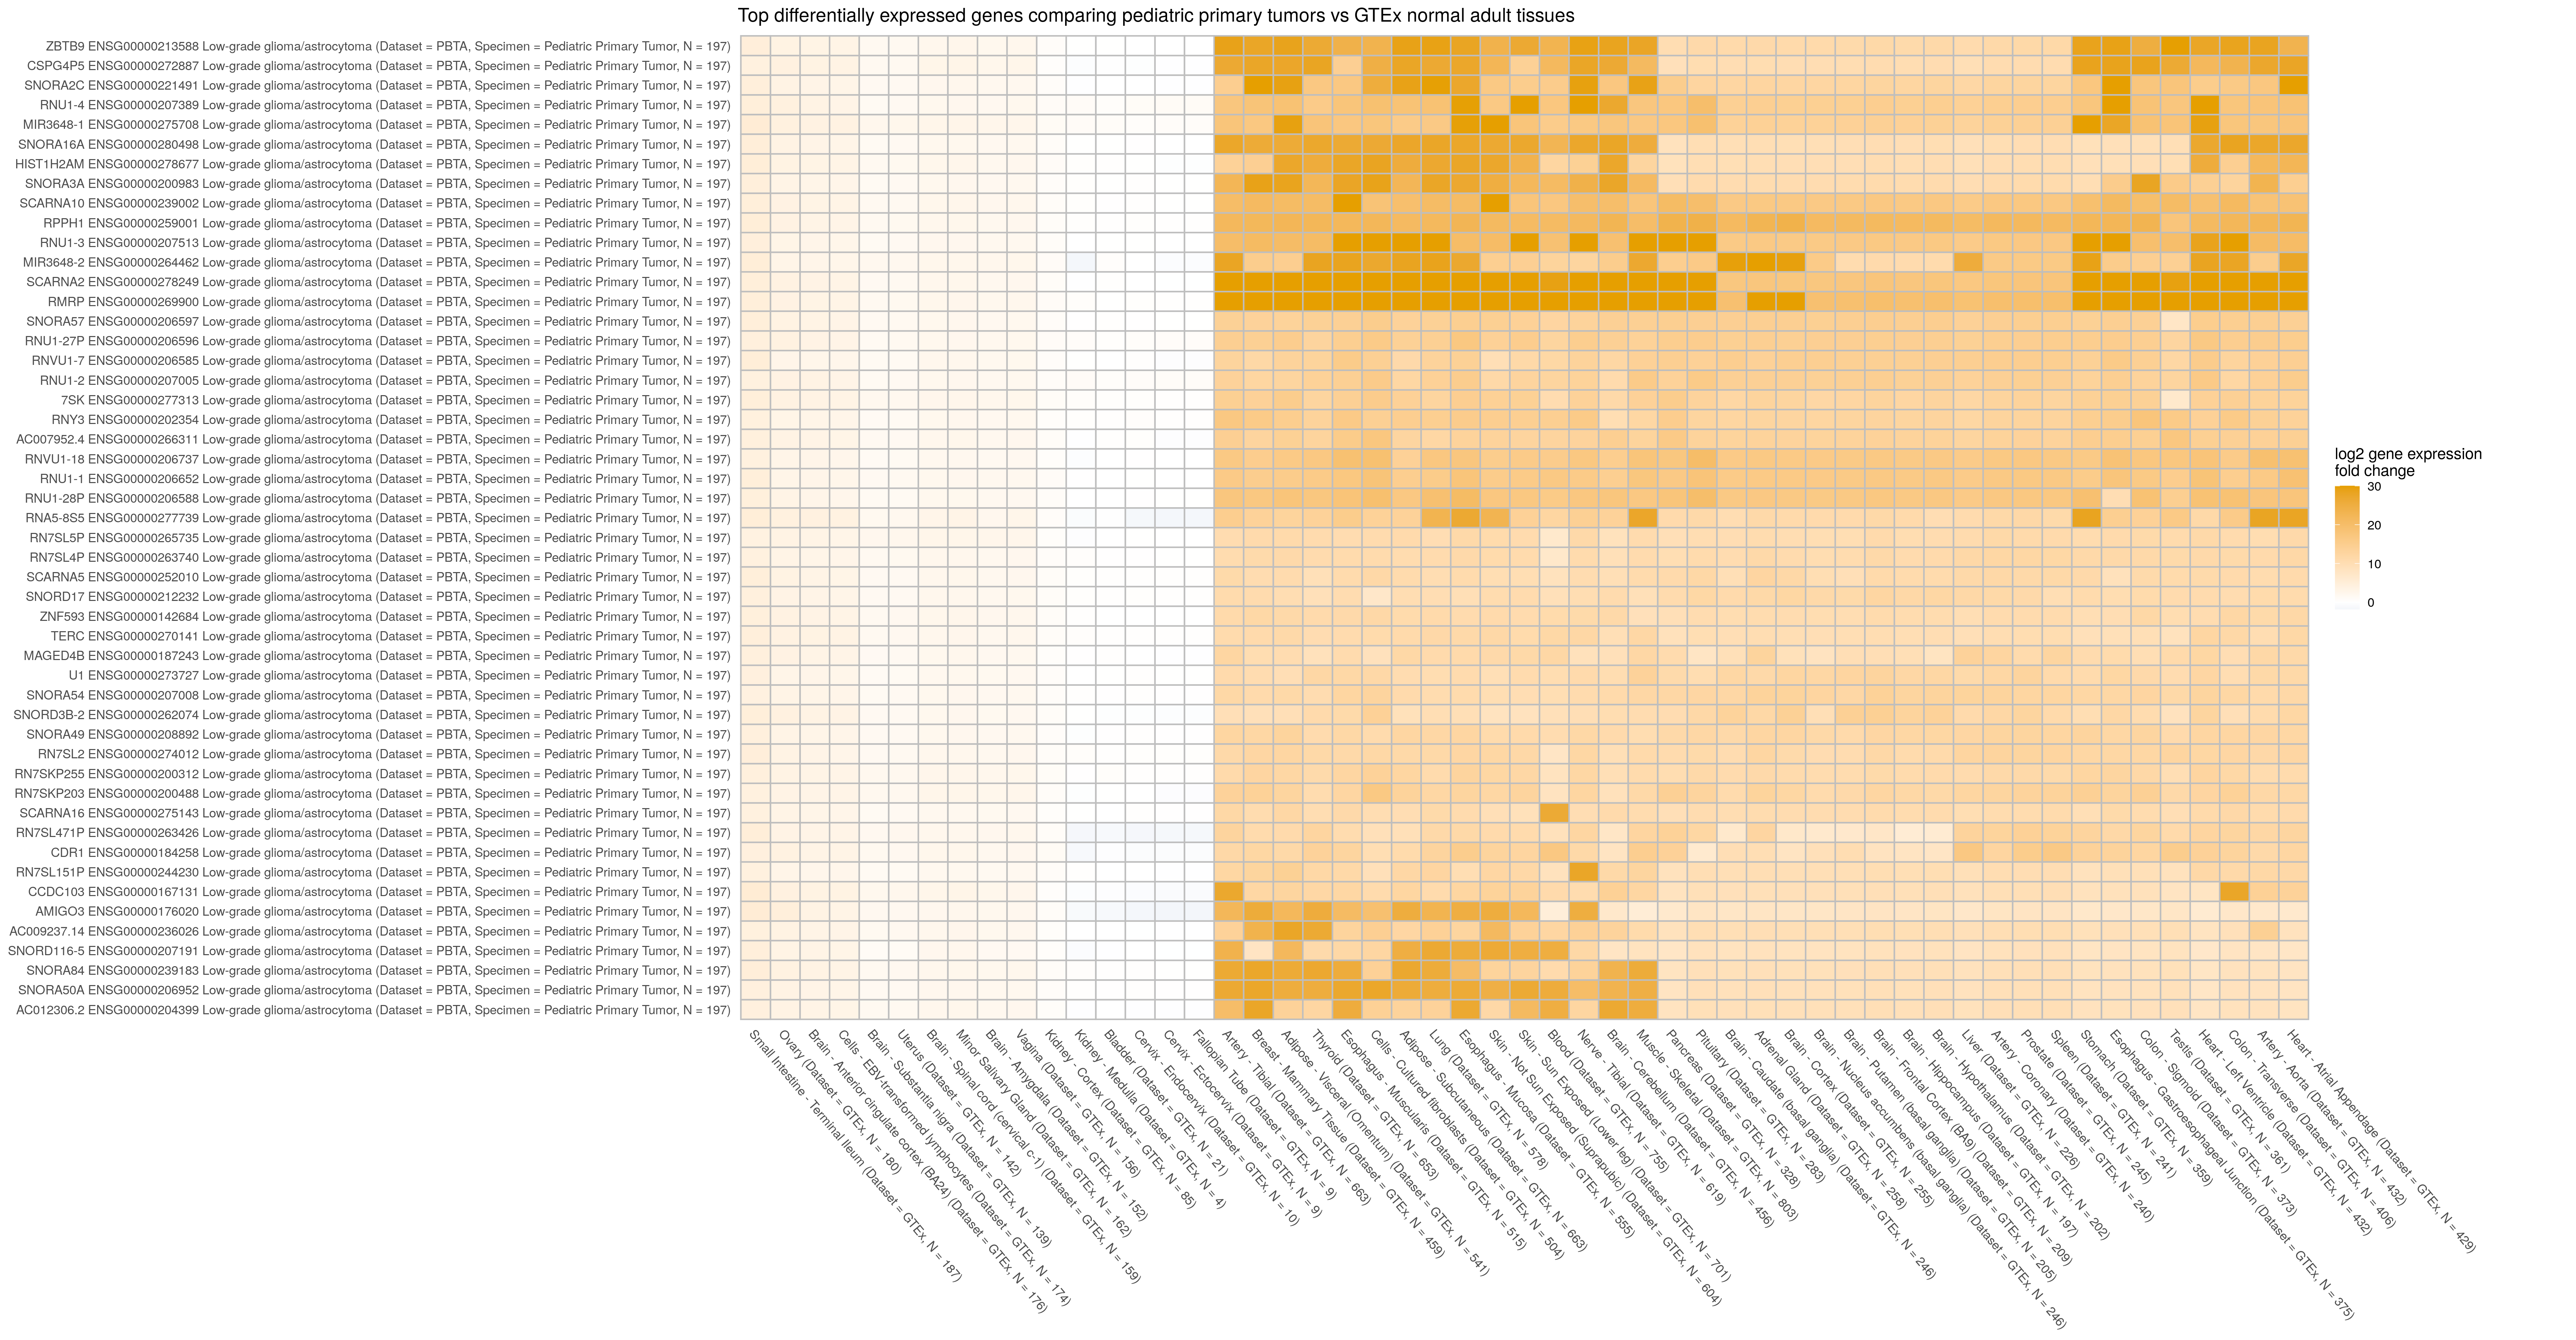 Top differentially expressed genes comparing pediatric primary tumors vs GTEx normal adult tissues
ZBTB9 ENSG00000213588 Low-grade glioma/astrocytoma (Dataset = PBTA, Specimen = Pediatric Primary Tumor, N = 197)
CSPG4P5 ENSG00000272887 Low-grade glioma/astrocytoma (Dataset = PBTA, Specimen = Pediatric Primary Tumor, N = 197)
SNORA2C ENSG00000221491 Low-grade glioma/astrocytoma (Dataset = PBTA, Specimen = Pediatric Primary Tumor, N = 197)
RNU1-4 ENSG00000207389 Low-grade glioma/astrocytoma (Dataset = PBTA, Specimen = Pediatric Primary Tumor, N = 197)
MIR3648-1 ENSG00000275708 Low-grade glioma/astrocytoma (Dataset = PBTA, Specimen = Pediatric Primary Tumor, N = 197)
SNORA16A ENSG00000280498 Low-grade glioma/astrocytoma (Dataset = PBTA, Specimen = Pediatric Primary Tumor, N = 197)
HIST1H2AM ENSG00000278677 Low-grade glioma/astrocytoma (Dataset = PBTA, Specimen = Pediatric Primary Tumor, N = 197)
SNORA3A ENSG00000200983 Low-grade glioma/astrocytoma (Dataset = PBTA, Specimen = Pediatric Primary Tumor, N = 197)
SCARNA10 ENSG00000239002 Low-grade glioma/astrocytoma (Dataset = PBTA, Specimen = Pediatric Primary Tumor, N = 197)
RPPH1 ENSG00000259001 Low-grade glioma/astrocytoma (Dataset = PBTA, Specimen = Pediatric Primary Tumor, N = 197)
RNU1-3 ENSG00000207513 Low-grade glioma/astrocytoma (Dataset = PBTA, Specimen = Pediatric Primary Tumor, N = 197)
MIR3648-2 ENSG00000264462 Low-grade glioma/astrocytoma (Dataset = PBTA, Specimen = Pediatric Primary Tumor, N = 197)
SCARNA2 ENSG00000278249 Low-grade glioma/astrocytoma (Dataset = PBTA, Specimen = Pediatric Primary Tumor, N = 197)
RMRP ENSG00000269900 Low-grade glioma/astrocytoma (Dataset = PBTA, Specimen = Pediatric Primary Tumor, N = 197)
SNORA57 ENSG00000206597 Low-grade glioma/astrocytoma (Dataset = PBTA, Specimen = Pediatric Primary Tumor, N = 197)
RNU1-27P ENSG00000206596 Low-grade glioma/astrocytoma (Dataset = PBTA, Specimen = Pediatric Primary Tumor, N = 197)
RNVU1-7 ENSG00000206585 Low-grade glioma/astrocytoma (Dataset = PBTA, Specimen = Pediatric Primary Tumor, N = 197)
RNU1-2 ENSG00000207005 Low-grade glioma/astrocytoma (Dataset = PBTA, Specimen = Pediatric Primary Tumor, N = 197)
7SK ENSG00000277313 Low-grade glioma/astrocytoma (Dataset = PBTA, Specimen = Pediatric Primary Tumor, N = 197)
RNY3 ENSG00000202354 Low-grade glioma/astrocytoma (Dataset = PBTA, Specimen = Pediatric Primary Tumor, N = 197)
AC007952.4 ENSG00000266311 Low-grade glioma/astrocytoma (Dataset = PBTA, Specimen = Pediatric Primary Tumor, N = 197)
RNVU1-18 ENSG00000206737 Low-grade glioma/astrocytoma (Dataset = PBTA, Specimen = Pediatric Primary Tumor, N = 197)
RNU1-1 ENSG00000206652 Low-grade glioma/astrocytoma (Dataset = PBTA, Specimen = Pediatric Primary Tumor, N = 197)
RNU1-28P ENSG00000206588 Low-grade glioma/astrocytoma (Dataset = PBTA, Specimen = Pediatric Primary Tumor, N = 197)
RNA5-8S5 ENSG00000277739 Low-grade glioma/astrocytoma (Dataset = PBTA, Specimen = Pediatric Primary Tumor, N = 197)
RN7SL5P ENSG00000265735 Low-grade glioma/astrocytoma (Dataset = PBTA, Specimen = Pediatric Primary Tumor, N = 197)
RN7SL4P ENSG00000263740 Low-grade glioma/astrocytoma (Dataset = PBTA, Specimen = Pediatric Primary Tumor, N = 197)
SCARNA5 ENSG00000252010 Low-grade glioma/astrocytoma (Dataset = PBTA, Specimen = Pediatric Primary Tumor, N = 197)
SNORD17 ENSG00000212232 Low-grade glioma/astrocytoma (Dataset = PBTA, Specimen = Pediatric Primary Tumor, N = 197)
ZNF593 ENSG00000142684 Low-grade glioma/astrocytoma (Dataset = PBTA, Specimen = Pediatric Primary Tumor, N = 197)
TERC ENSG00000270141 Low-grade glioma/astrocytoma (Dataset = PBTA, Specimen = Pediatric Primary Tumor, N = 197)
MAGED4B ENSG00000187243 Low-grade glioma/astrocytoma (Dataset = PBTA, Specimen = Pediatric Primary Tumor, N = 197)
U1 ENSG00000273727 Low-grade glioma/astrocytoma (Dataset = PBTA, Specimen = Pediatric Primary Tumor, N = 197)
SNORA54 ENSG00000207008 Low-grade glioma/astrocytoma (Dataset = PBTA, Specimen = Pediatric Primary Tumor, N = 197)
SNORD3B-2 ENSG00000262074 Low-grade glioma/astrocytoma (Dataset = PBTA, Specimen = Pediatric Primary Tumor, N = 197)
SNORA49 ENSG00000208892 Low-grade glioma/astrocytoma (Dataset = PBTA, Specimen = Pediatric Primary Tumor, N = 197)
RN7SL2 ENSG00000274012 Low-grade glioma/astrocytoma (Dataset = PBTA, Specimen = Pediatric Primary Tumor, N = 197)
RN7SKP255 ENSG00000200312 Low-grade glioma/astrocytoma (Dataset = PBTA, Specimen = Pediatric Primary Tumor, N = 197)
RN7SKP203 ENSG00000200488 Low-grade glioma/astrocytoma (Dataset = PBTA, Specimen = Pediatric Primary Tumor, N = 197)
SCARNA16 ENSG00000275143 Low-grade glioma/astrocytoma (Dataset = PBTA, Specimen = Pediatric Primary Tumor, N = 197)
RN7SL471P ENSG00000263426 Low-grade glioma/astrocytoma (Dataset = PBTA, Specimen = Pediatric Primary Tumor, N = 197)
CDR1 ENSG00000184258 Low-grade glioma/astrocytoma (Dataset = PBTA, Specimen = Pediatric Primary Tumor, N = 197)
RN7SL151P ENSG00000244230 Low-grade glioma/astrocytoma (Dataset = PBTA, Specimen = Pediatric Primary Tumor, N = 197)
CCDC103 ENSG00000167131 Low-grade glioma/astrocytoma (Dataset = PBTA, Specimen = Pediatric Primary Tumor, N = 197)
AMIGO3 ENSG00000176020 Low-grade glioma/astrocytoma (Dataset = PBTA, Specimen = Pediatric Primary Tumor, N = 197)
AC009237.14 ENSG00000236026 Low-grade glioma/astrocytoma (Dataset = PBTA, Specimen = Pediatric Primary Tumor, N = 197)
SNORD116-5 ENSG00000207191 Low-grade glioma/astrocytoma (Dataset = PBTA, Specimen = Pediatric Primary Tumor, N = 197)
SNORA84 ENSG00000239183 Low-grade glioma/astrocytoma (Dataset = PBTA, Specimen = Pediatric Primary Tumor, N = 197)
SNORA50A ENSG00000206952 Low-grade glioma/astrocytoma (Dataset = PBTA, Specimen = Pediatric Primary Tumor, N = 197)
AC012306.2 ENSG00000204399 Low-grade glioma/astrocytoma (Dataset = PBTA, Specimen = Pediatric Primary Tumor, N = 197)
Small Intestine - Terminal Ileum (Dataset = GTEx, N = 187)
Ovary (Dataset = GTEx, N = 180)
Brain - Anterior cingulate cortex (BA24) (Dataset = GTEx, N = 176)
Cells - EBV-transformed lymphocytes (Dataset = GTEx, N = 174)
Brain - Substantia nigra (Dataset = GTEx, N = 139)
Uterus (Dataset = GTEx, N = 142)
Brain - Spinal cord (cervical c-1) (Dataset = GTEx, N = 159)
Minor Salivary Gland (Dataset = GTEx, N = 162)
Brain - Amygdala (Dataset = GTEx, N = 152)
Vagina (Dataset = GTEx, N = 156)
Kidney - Cortex (Dataset = GTEx, N = 85)
Kidney - Medulla (Dataset = GTEx, N = 4)
Bladder (Dataset = GTEx, N = 21)
Cervix - Endocervix (Dataset = GTEx, N = 10)
Cervix - Ectocervix (Dataset = GTEx, N = 9)
Fallopian Tube (Dataset = GTEx, N = 9)
Artery - Tibial (Dataset = GTEx, N = 663)
Breast - Mammary Tissue (Dataset = GTEx, N = 459)
Adipose - Visceral (Omentum) (Dataset = GTEx, N = 541)
Thyroid (Dataset = GTEx, N = 653)
Esophagus - Muscularis (Dataset = GTEx, N = 515)
Cells - Cultured fibroblasts (Dataset = GTEx, N = 504)
Adipose - Subcutaneous (Dataset = GTEx, N = 663)
Lung (Dataset = GTEx, N = 578)
Esophagus - Mucosa (Dataset = GTEx, N = 555)
Skin - Not Sun Exposed (Suprapubic) (Dataset = GTEx, N = 604)
Skin - Sun Exposed (Lower leg) (Dataset = GTEx, N = 701)
Blood (Dataset = GTEx, N = 755)
Nerve - Tibial (Dataset = GTEx, N = 619)
Brain - Cerebellum (Dataset = GTEx, N = 456)
Muscle - Skeletal (Dataset = GTEx, N = 803)
Pancreas (Dataset = GTEx, N = 328)
Pituitary (Dataset = GTEx, N = 283)
Brain - Caudate (basal ganglia) (Dataset = GTEx, N = 246)
Adrenal Gland (Dataset = GTEx, N = 258)
Brain - Cortex (Dataset = GTEx, N = 255)
Brain - Nucleus accumbens (basal ganglia) (Dataset = GTEx, N = 246)
Brain - Putamen (basal ganglia) (Dataset = GTEx, N = 205)
Brain - Frontal Cortex (BA9) (Dataset = GTEx, N = 209)
Brain - Hippocampus (Dataset = GTEx, N = 197)
Brain - Hypothalamus (Dataset = GTEx, N = 202)
Liver (Dataset = GTEx, N = 226)
Artery - Coronary (Dataset = GTEx, N = 240)
Prostate (Dataset = GTEx, N = 245)
Spleen (Dataset = GTEx, N = 241)
Stomach (Dataset = GTEx, N = 359)
Esophagus - Gastroesophageal Junction (Dataset = GTEx, N = 375)
Colon - Sigmoid (Dataset = GTEx, N = 373)
Testis (Dataset = GTEx, N = 361)
Heart - Left Ventricle (Dataset = GTEx, N = 432)
Colon - Transverse (Dataset = GTEx, N = 406)
Artery - Aorta (Dataset = GTEx, N = 432)
Heart - Atrial Appendage (Dataset = GTEx, N = 429)
log2 gene expression
fold change
30
20
10
0